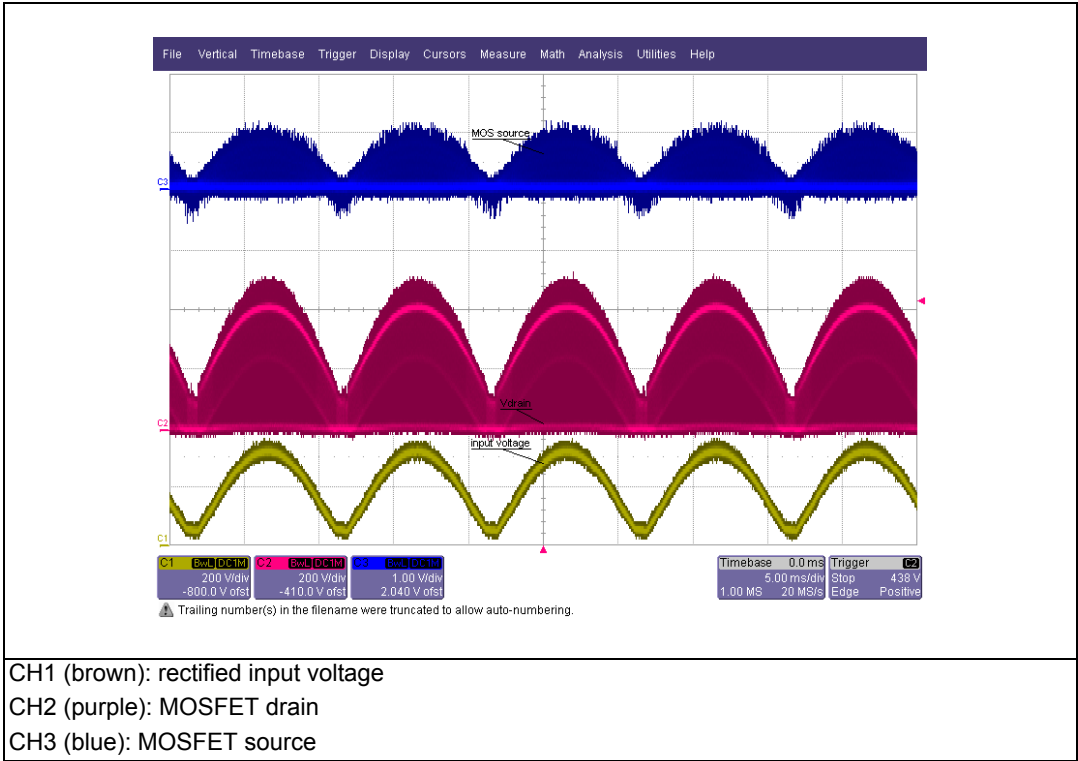 File Vertical Timebase Trigger Display Cursors Measure Math Analysis Utilities Help
MOS source
C3
C2
Vdrain
input voltage
C1
C1 BwL DC1M C2 BwL DC1M C3 BwL DC1M
200 V/div 200 V/div 1.00 V/div
-800.0 V ofst -410.0 V ofst 2.040 V ofst
Timebase 0.0 ms Trigger C2
5.00 ms/div Stop 438 V
1.00 MS 20 MS/s Edge Positive
Trailing number(s) in the filename were truncated to allow auto-numbering.
CH1 (brown): rectified input voltage
CH2 (purple): MOSFET drain
CH3 (blue): MOSFET source